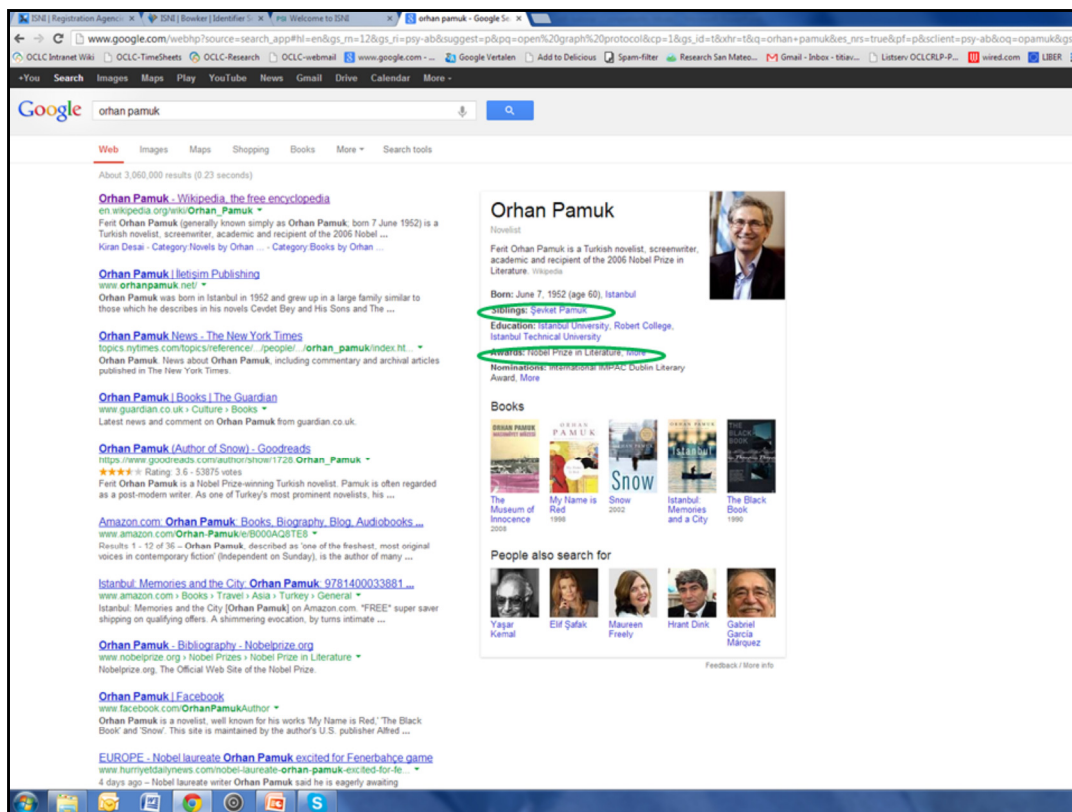 ISNI | Registration Agencie
ISNI | Bowker | Identifier S
PSI Welcome to ISNI
orhan pamuk - Google Se
www.google.com/webhp?source=search_app#hl=en&gs_rn=12&gs_ri=psy-ab&suggest=p&pq=open%20graph%20protocol&cp=1&gs_id=t&xhr=t&q=orhan+pamuk&es_nrs=true&pf=p&sclient=psy-ab&oq=opamuk&gs
OCLC Intranet Wiki OCLC-TimeSheets OCLC-Research OCLC-webmail www.google.com - ... Google Vertalen Add to Delicious Spam-filter Research San Mateo... Gmail - Inbox - titiav... Listserv OCLCRLP-P... wired.com LIBER
+You Search Images Maps Play YouTube News Gmail Drive Calendar More
Google orhan pamuk
Web Images Maps Shopping Books More Search tools
About 3,060,000 results (0.23 seconds)
Orhan Pamuk - Wikipedia, the free encyclopedia
en.wikipedia.org/wiki/Orhan_Pamuk
Ferit Orhan Pamuk (generally known simply as Orhan Pamuk; born 7 June 1952) is a
Turkish novelist, screenwriter, academic and recipient of the 2006 Nobel ...
Kiran Desai - Category:Novels by Orhan ... - Category:Books by Orhan ...
Orhan Pamuk | İletişim Publishing
www.orhanpamuk.net/
Orhan Pamuk was born in Istanbul in 1952 and grew up in a large family similar to
those which he describes in his novels Cevdet Bey and His Sons and The ...
Orhan Pamuk News - The New York Times
topics.nytimes.com/topics/reference/.../people/.../orhan_pamuk/index.ht...
Orhan Pamuk. News about Orhan Pamuk, including commentary and archival articles
published in The New York Times.
Orhan Pamuk | Books | The Guardian
www.guardian.co.uk › Culture › Books
Latest news and comment on Orhan Pamuk from guardian.co.uk.
Orhan Pamuk (Author of Snow) - Goodreads
https://www.goodreads.com/author/show/1728.Orhan_Pamuk
Rating: 3.6 - 53875 votes
Ferit Orhan Pamuk is a Nobel Prize-winning Turkish novelist. Pamuk is often regarded
as a post-modern writer. As one of Turkey's most prominent novelists, his ...
Amazon.com: Orhan Pamuk: Books, Biography, Blog, Audiobooks ...
www.amazon.com/Orhan-Pamuk/e/B000AQ8TE8
Results 1 - 12 of 36 – Orhan Pamuk, described as 'one of the freshest, most original
voices in contemporary fiction' (Independent on Sunday), is the author of many ...
Istanbul: Memories and the City: Orhan Pamuk: 9781400033881 ...
www.amazon.com › Books › Travel › Asia › Turkey › General
Istanbul: Memories and the City [Orhan Pamuk] on Amazon.com. *FREE* super saver
shipping on qualifying offers. A shimmering evocation, by turns intimate ...
Orhan Pamuk - Bibliography - Nobelprize.org
www.nobelprize.org › Nobel Prizes › Nobel Prize in Literature
Nobelprize.org, The Official Web Site of the Nobel Prize.
Orhan Pamuk | Facebook
www.facebook.com/OrhanPamukAuthor
Orhan Pamuk is a novelist, well known for his works 'My Name is Red,' 'The Black
Book' and 'Snow'. This site is maintained by the author's U.S. publisher Alfred ...
EUROPE - Nobel laureate Orhan Pamuk excited for Fenerbahçe game
www.hurriyetdailynews.com/nobel-laureate-orhan-pamuk-excited-for-fe...
4 days ago – Nobel laureate writer Orhan Pamuk said he is eagerly awaiting
Orhan Pamuk
Novelist
Ferit Orhan Pamuk is a Turkish novelist, screenwriter,
academic and recipient of the 2006 Nobel Prize in
Literature. Wikipedia
Born: June 7, 1952 (age 60), Istanbul
Siblings: Şevket Pamuk
Education: Istanbul University, Robert College,
Istanbul Technical University
Awards: Nobel Prize in Literature, More
Nominations: International IMPAC Dublin Literary
Award, More
Books
ORHAN PAMUK
ORHAN PAMUK
Snow
ORHAN PAMUK Istanbul
THE BLACK BOOK
The Museum of Innocence 2008
My Name is Red 1998
Snow 2002
Istanbul: Memories and a City
The Black Book 1990
People also search for
Yaşar Kemal
Elif Şafak
Maureen Freely
Hrant Dink
Gabriel García Márquez
Feedback / More info